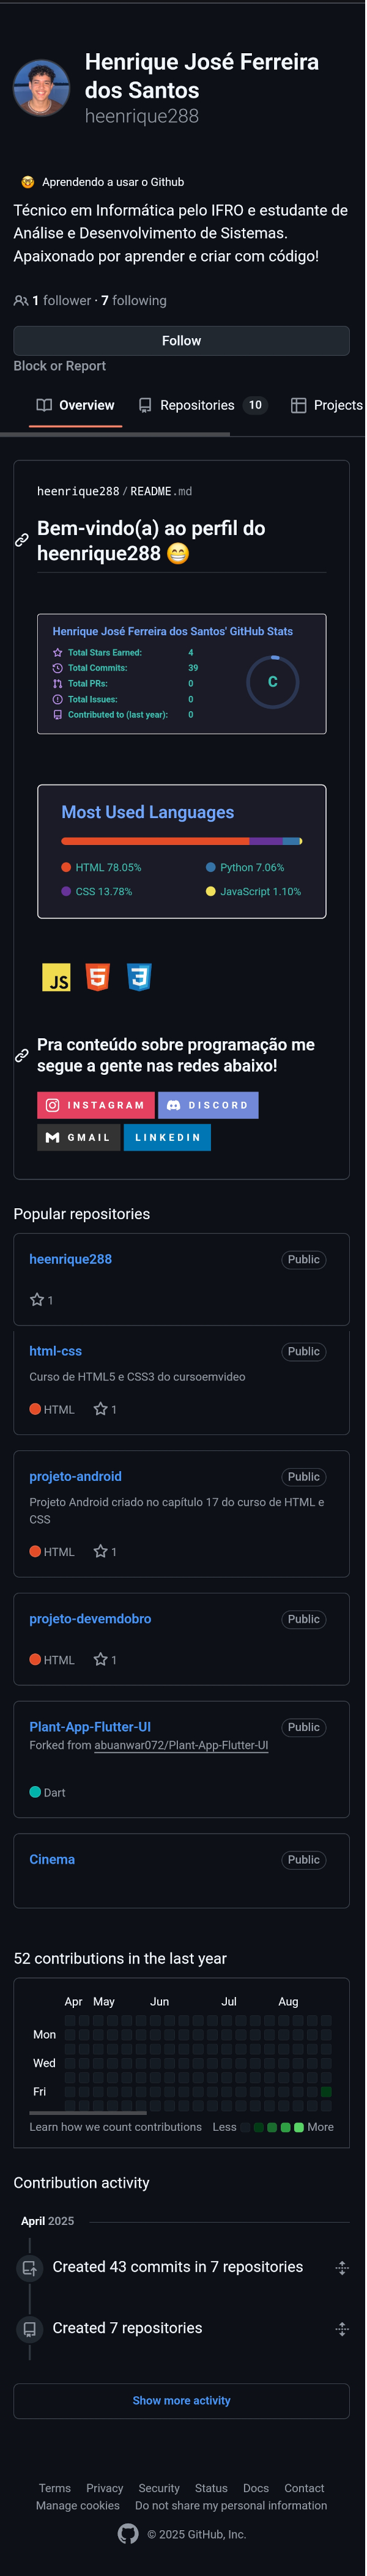 Henrique José Ferreira
dos Santos
heenrique288
🤓 Aprendendo a usar o Github
Técnico em Informática pelo IFRO e estudante de
Análise e Desenvolvimento de Sistemas.
Apaixonado por aprender e criar com código!
1 follower · 7 following
Follow
Block or Report
Overview Repositories 10 Projects
heenrique288 / README.md
Bem-vindo(a) ao perfil do
heenrique288 😁
Henrique José Ferreira dos Santos' GitHub Stats
Total Stars Earned: 4
Total Commits: 39
Total PRs: 0
Total Issues: 0
Contributed to (last year): 0
C
Most Used Languages
HTML 78.05% Python 7.06%
CSS 13.78% JavaScript 1.10%
JS 5 3
Pra conteúdo sobre programação me
segue a gente nas redes abaixo!
INSTAGRAM DISCORD
GMAIL LINKEDIN
Popular repositories
heenrique288 Public
1
html-css Public
Curso de HTML5 e CSS3 do cursoemvideo
HTML 1
projeto-android Public
Projeto Android criado no capítulo 17 do curso de HTML e
CSS
HTML 1
projeto-devemdobro Public
HTML 1
Plant-App-Flutter-UI Public
Forked from abuanwar072/Plant-App-Flutter-UI
Dart
Cinema Public
52 contributions in the last year
Apr May Jun Jul Aug
Mon
Wed
Fri
Learn how we count contributions Less More
Contribution activity
April 2025
Created 43 commits in 7 repositories
Created 7 repositories
Show more activity
Terms Privacy Security Status Docs Contact
Manage cookies Do not share my personal information
© 2025 GitHub, Inc.